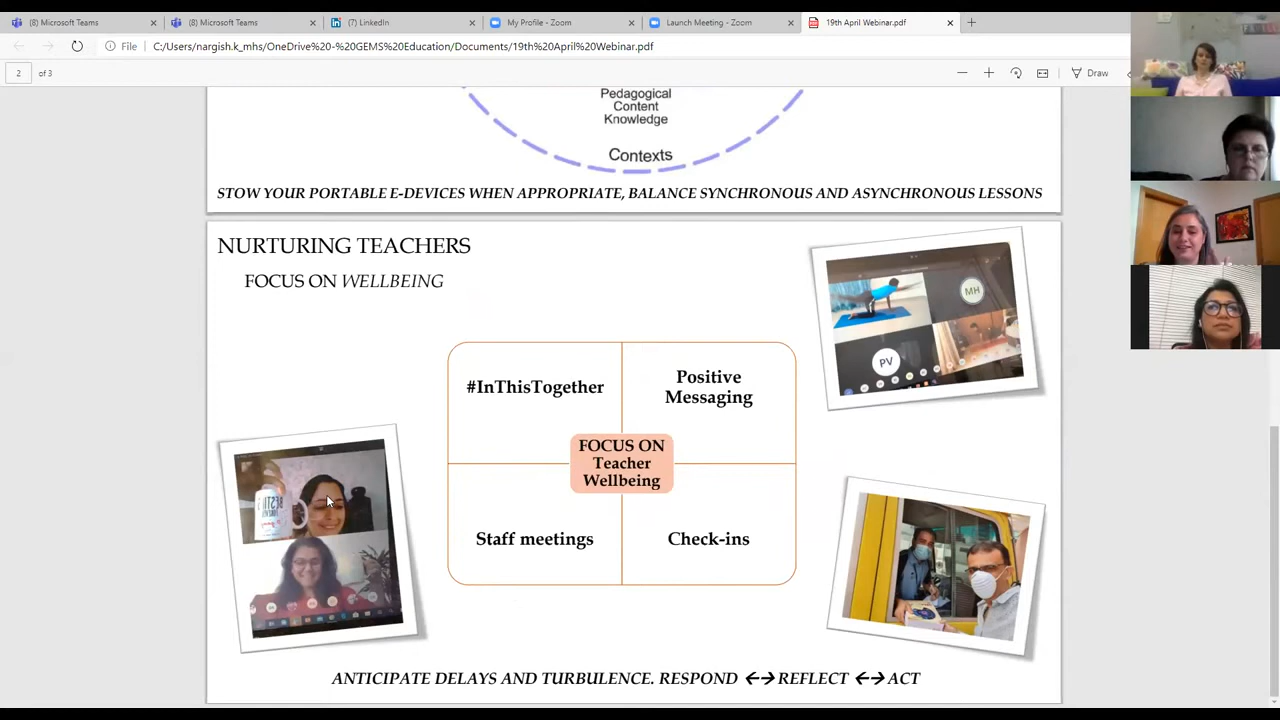 (8) Microsoft Teams
(8) Microsoft Teams
(7) LinkedIn
My Profile - Zoom
Launch Meeting - Zoom
19th April Webinar.pdf
File
C:/Users/nargish.k_mhs/OneDrive%20-%20GEMS%20Education/Documents/19th%20April%20Webinar.pdf
2 of 3
Draw
Pedagogical
Content
Knowledge
Contexts
STOW YOUR PORTABLE E-DEVICES WHEN APPROPRIATE, BALANCE SYNCHRONOUS AND ASYNCHRONOUS LESSONS
NURTURING TEACHERS
FOCUS ON WELLBEING
MH
PV
#InThisTogether
Positive
Messaging
FOCUS ON
Teacher
Wellbeing
Staff meetings
Check-ins
ANTICIPATE DELAYS AND TURBULENCE. RESPOND ←→ REFLECT ←→ ACT